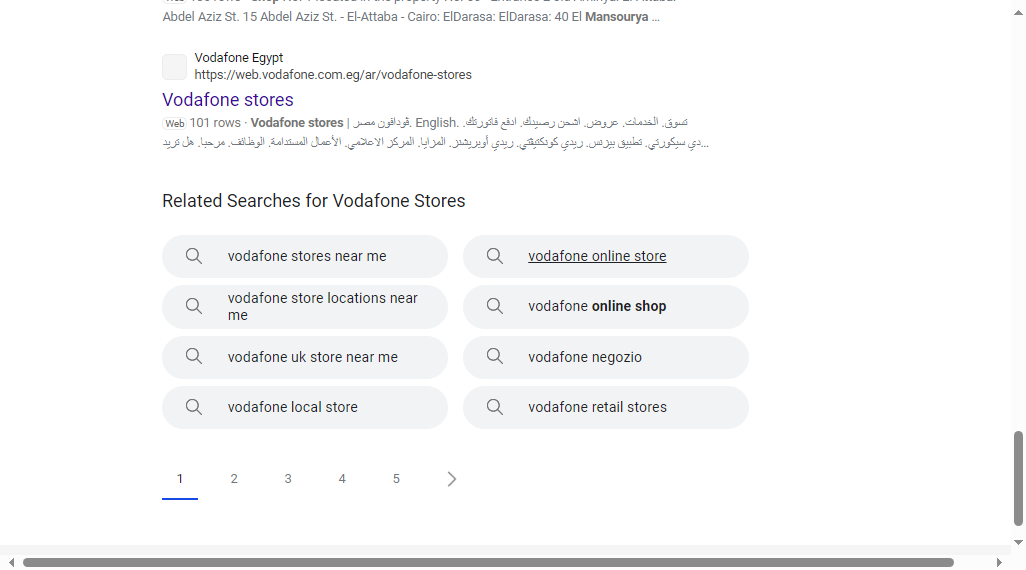 Abdel Aziz St. 15 Abdel Aziz St. - El-Attaba - Cairo: ElDarasa: ElDarasa: 40 El Mansourya ...
Vodafone Egypt
https://web.vodafone.com.eg/ar/vodafone-stores
Vodafone stores
Web 101 rows · Vodafone stores | ڤودافون مصر. English. تسوق. الخدمات. عروض. اشحن رصيدك. ادفع فاتورتك.
دي سيكورتي. تطبيق بيزنس. ريدي كونكتيڤتي. ريدي أوبريشنز. المزايا. المركز الاعلامي. الأعمال المستدامة. الوظائف. مرحبا. هل تريد...
Related Searches for Vodafone Stores
vodafone stores near me
vodafone online store
vodafone store locations near
me
vodafone online shop
vodafone uk store near me
vodafone negozio
vodafone local store
vodafone retail stores
1 2 3 4 5